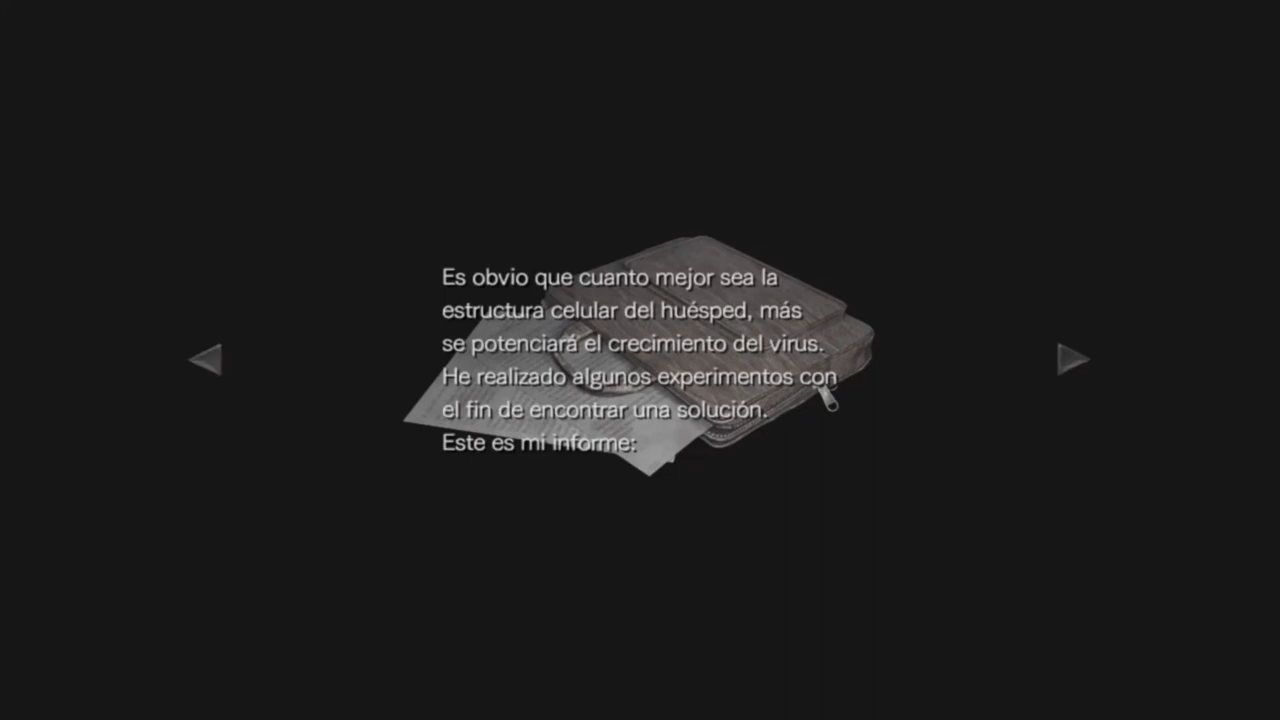 Es obvio que cuanto mejor sea la
estructura celular del huésped, más
se potenciará el crecimiento del virus.
He realizado algunos experimentos con
el fin de encontrar una solución.
Este es mi informe: